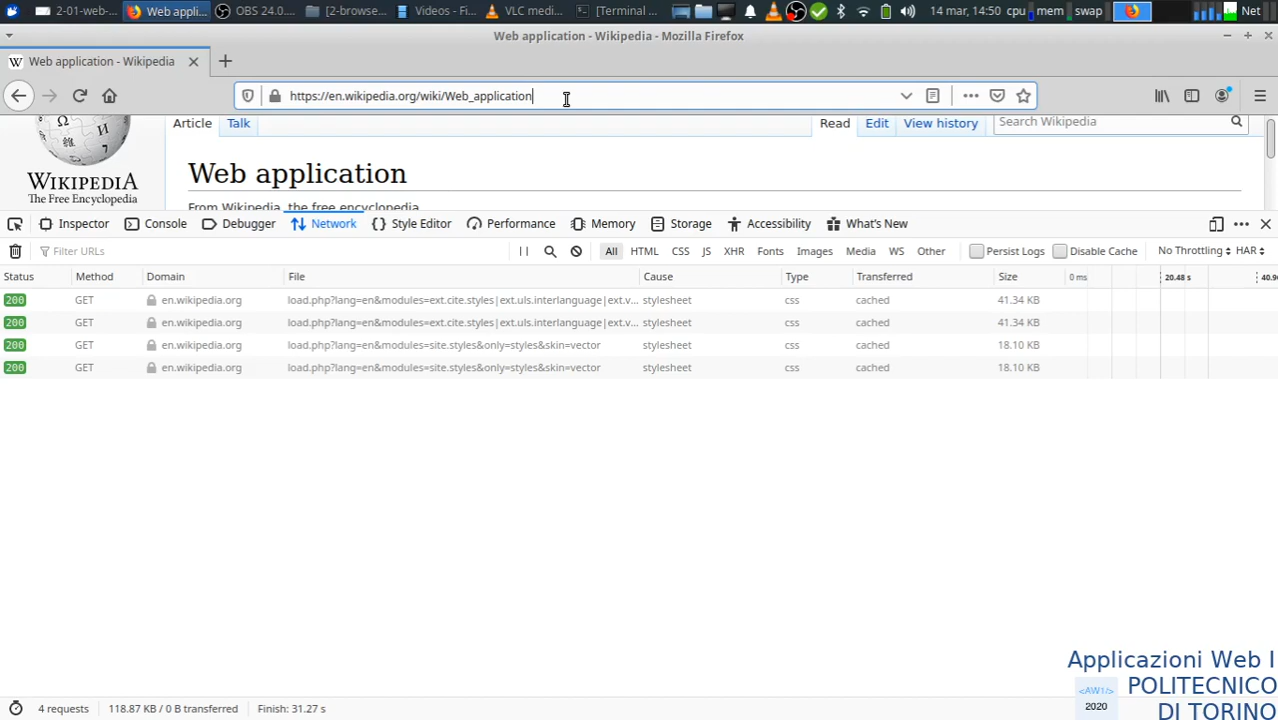 2-01-web-... Web appli... OBS 24.0.... [2-browse... Videos - Fi... VLC medi... [Terminal ... 14 mar, 14:50 cpu mem swap Net
Web application - Wikipedia - Mozilla Firefox
W Web application - Wikipedia
https://en.wikipedia.org/wiki/Web_application
Article Talk Read Edit View history Search Wikipedia
WIKIPEDIA
The Free Encyclopedia
Web application
From Wikipedia, the free encyclopedia
Inspector Console Debugger Network Style Editor Performance Memory Storage Accessibility What's New
Filter URLs All HTML CSS JS XHR Fonts Images Media WS Other Persist Logs Disable Cache No Throttling HAR
Status Method Domain File Cause Type Transferred Size 0 ms 20.48 s 40.9
200 GET en.wikipedia.org load.php?lang=en&modules=ext.cite.styles|ext.uls.interlanguage|ext.v... stylesheet css cached 41.34 KB
200 GET en.wikipedia.org load.php?lang=en&modules=ext.cite.styles|ext.uls.interlanguage|ext.v... stylesheet css cached 41.34 KB
200 GET en.wikipedia.org load.php?lang=en&modules=site.styles&only=styles&skin=vector stylesheet css cached 18.10 KB
200 GET en.wikipedia.org load.php?lang=en&modules=site.styles&only=styles&skin=vector stylesheet css cached 18.10 KB
4 requests 118.87 KB / 0 B transferred Finish: 31.27 s
Applicazioni Web I
<AW1/>
2020
POLITECNICO
DI TORINO